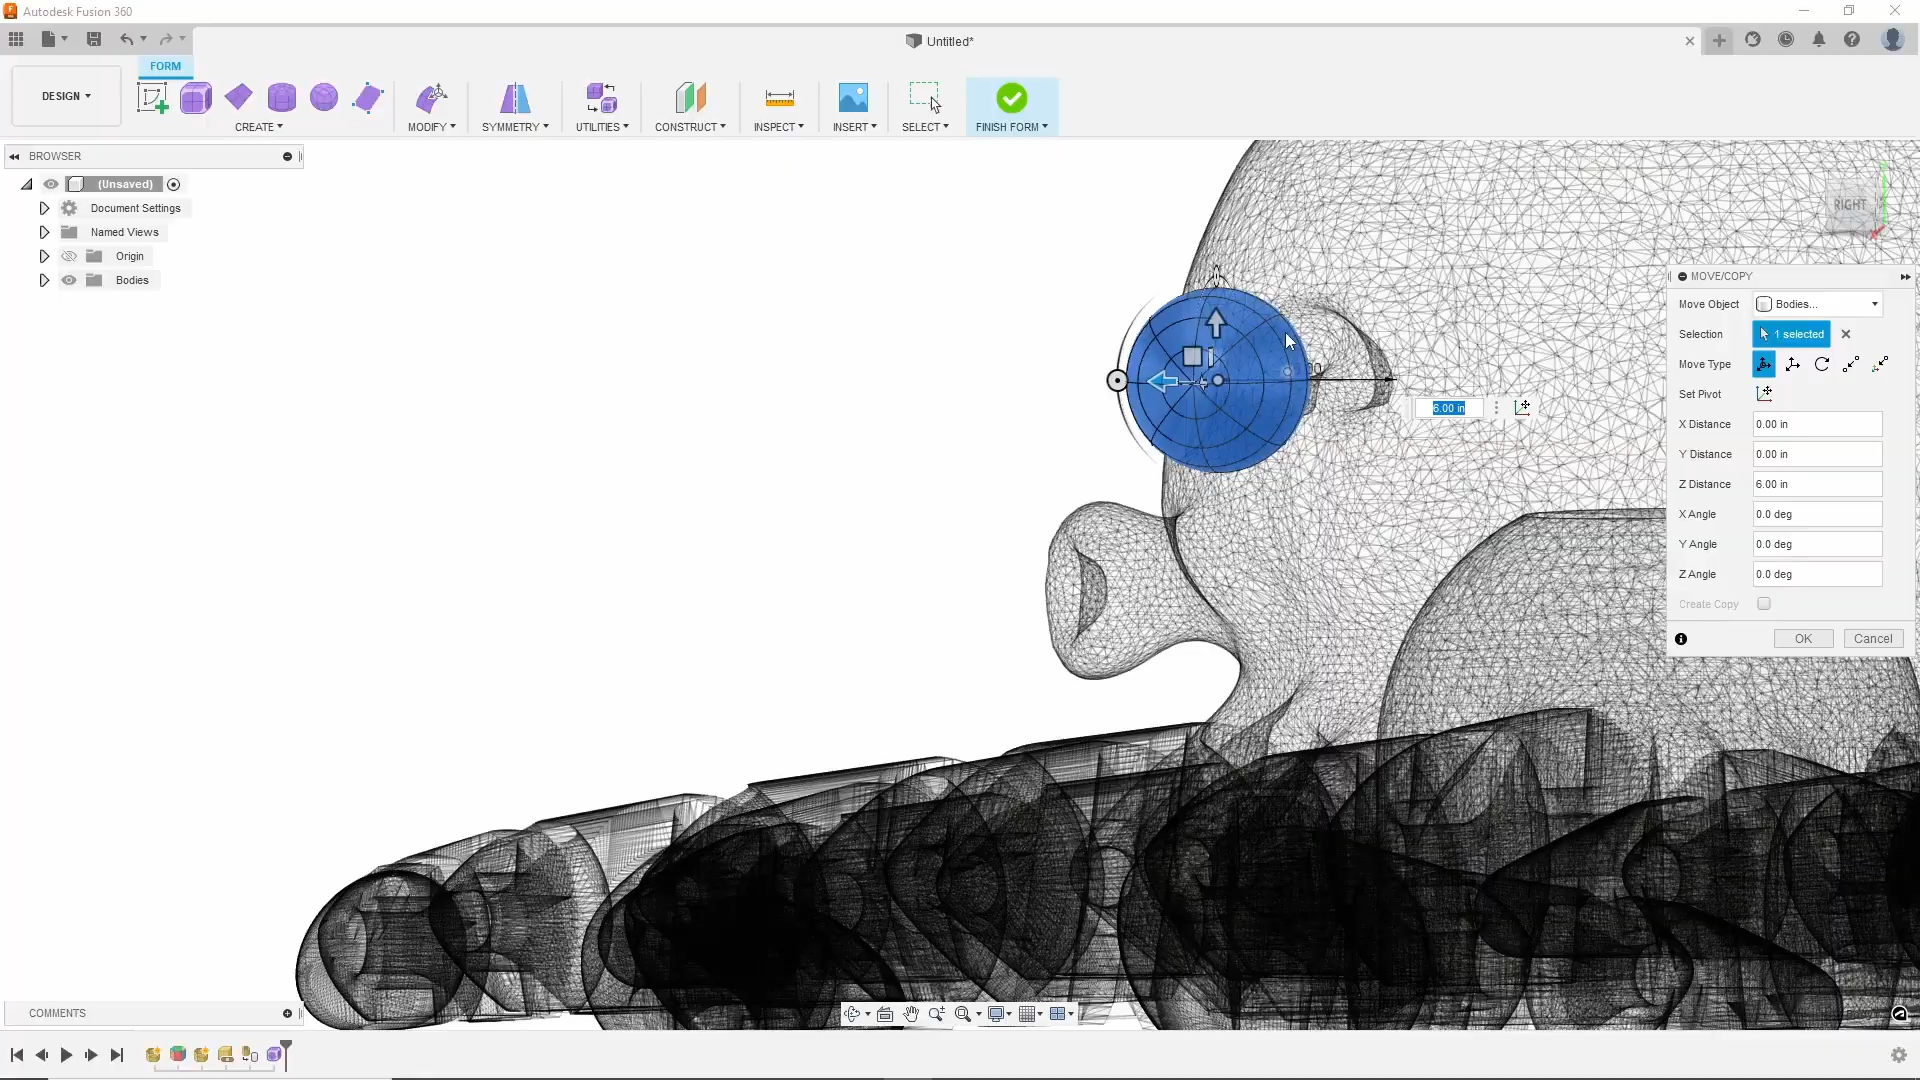 Autodesk Fusion 360
Untitled*
FORM
DESIGN
CREATE
MODIFY
SYMMETRY
UTILITIES
CONSTRUCT
INSPECT
INSERT
SELECT
FINISH FORM
BROWSER
(Unsaved)
Document Settings
Named Views
Origin
Bodies
RIGHT
6.00 in
MOVE/COPY
Move Object Bodies...
Selection 1 selected
Move Type
Set Pivot
X Distance 0.00 in
Y Distance 0.00 in
Z Distance 6.00 in
X Angle 0.0 deg
Y Angle 0.0 deg
Z Angle 0.0 deg
Create Copy
OK Cancel
COMMENTS